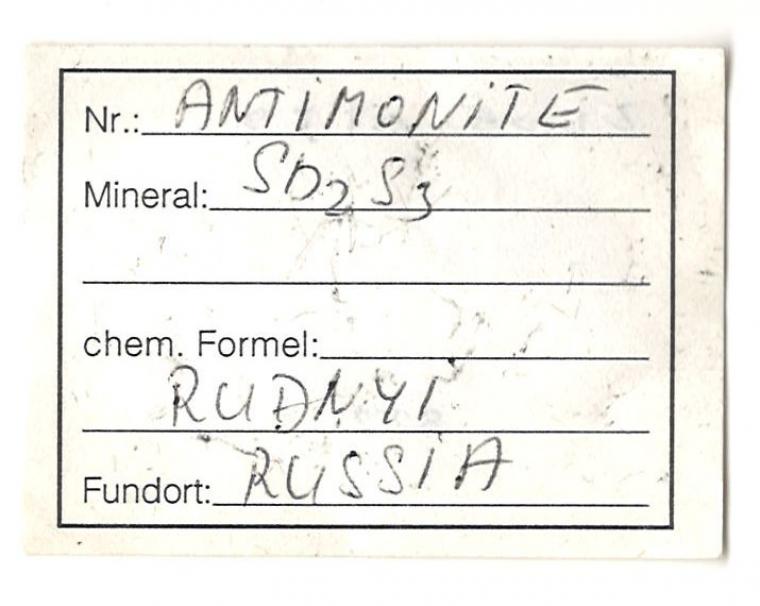 Nr.: ANTIMONITE
Mineral: Sb₂S₃
chem. Formel:
RUDNYI
Fundort: RUSSIA